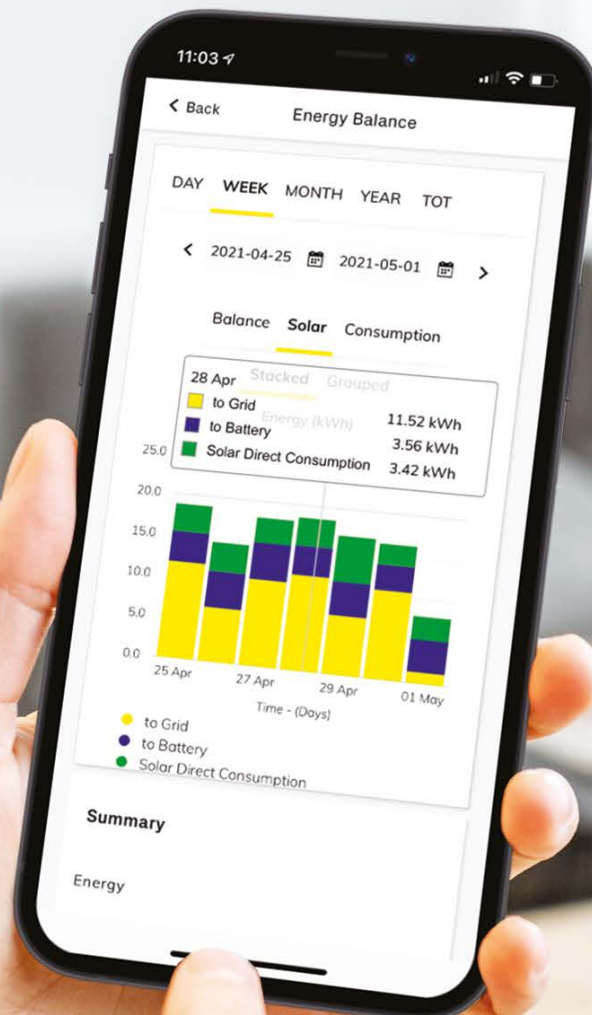 11:03
Back Energy Balance
DAY WEEK MONTH YEAR TOT
2021-04-25 2021-05-01
Balance Solar Consumption
Stacked Grouped
Energy (kWh)
28 Apr
to Grid 11.52 kWh
to Battery 3.56 kWh
Solar Direct Consumption 3.42 kWh
25.0
20.0
15.0
10.0
5.0
0.0
25 Apr 27 Apr 29 Apr 01 May
Time - (Days)
to Grid
to Battery
Solar Direct Consumption
Summary
Energy